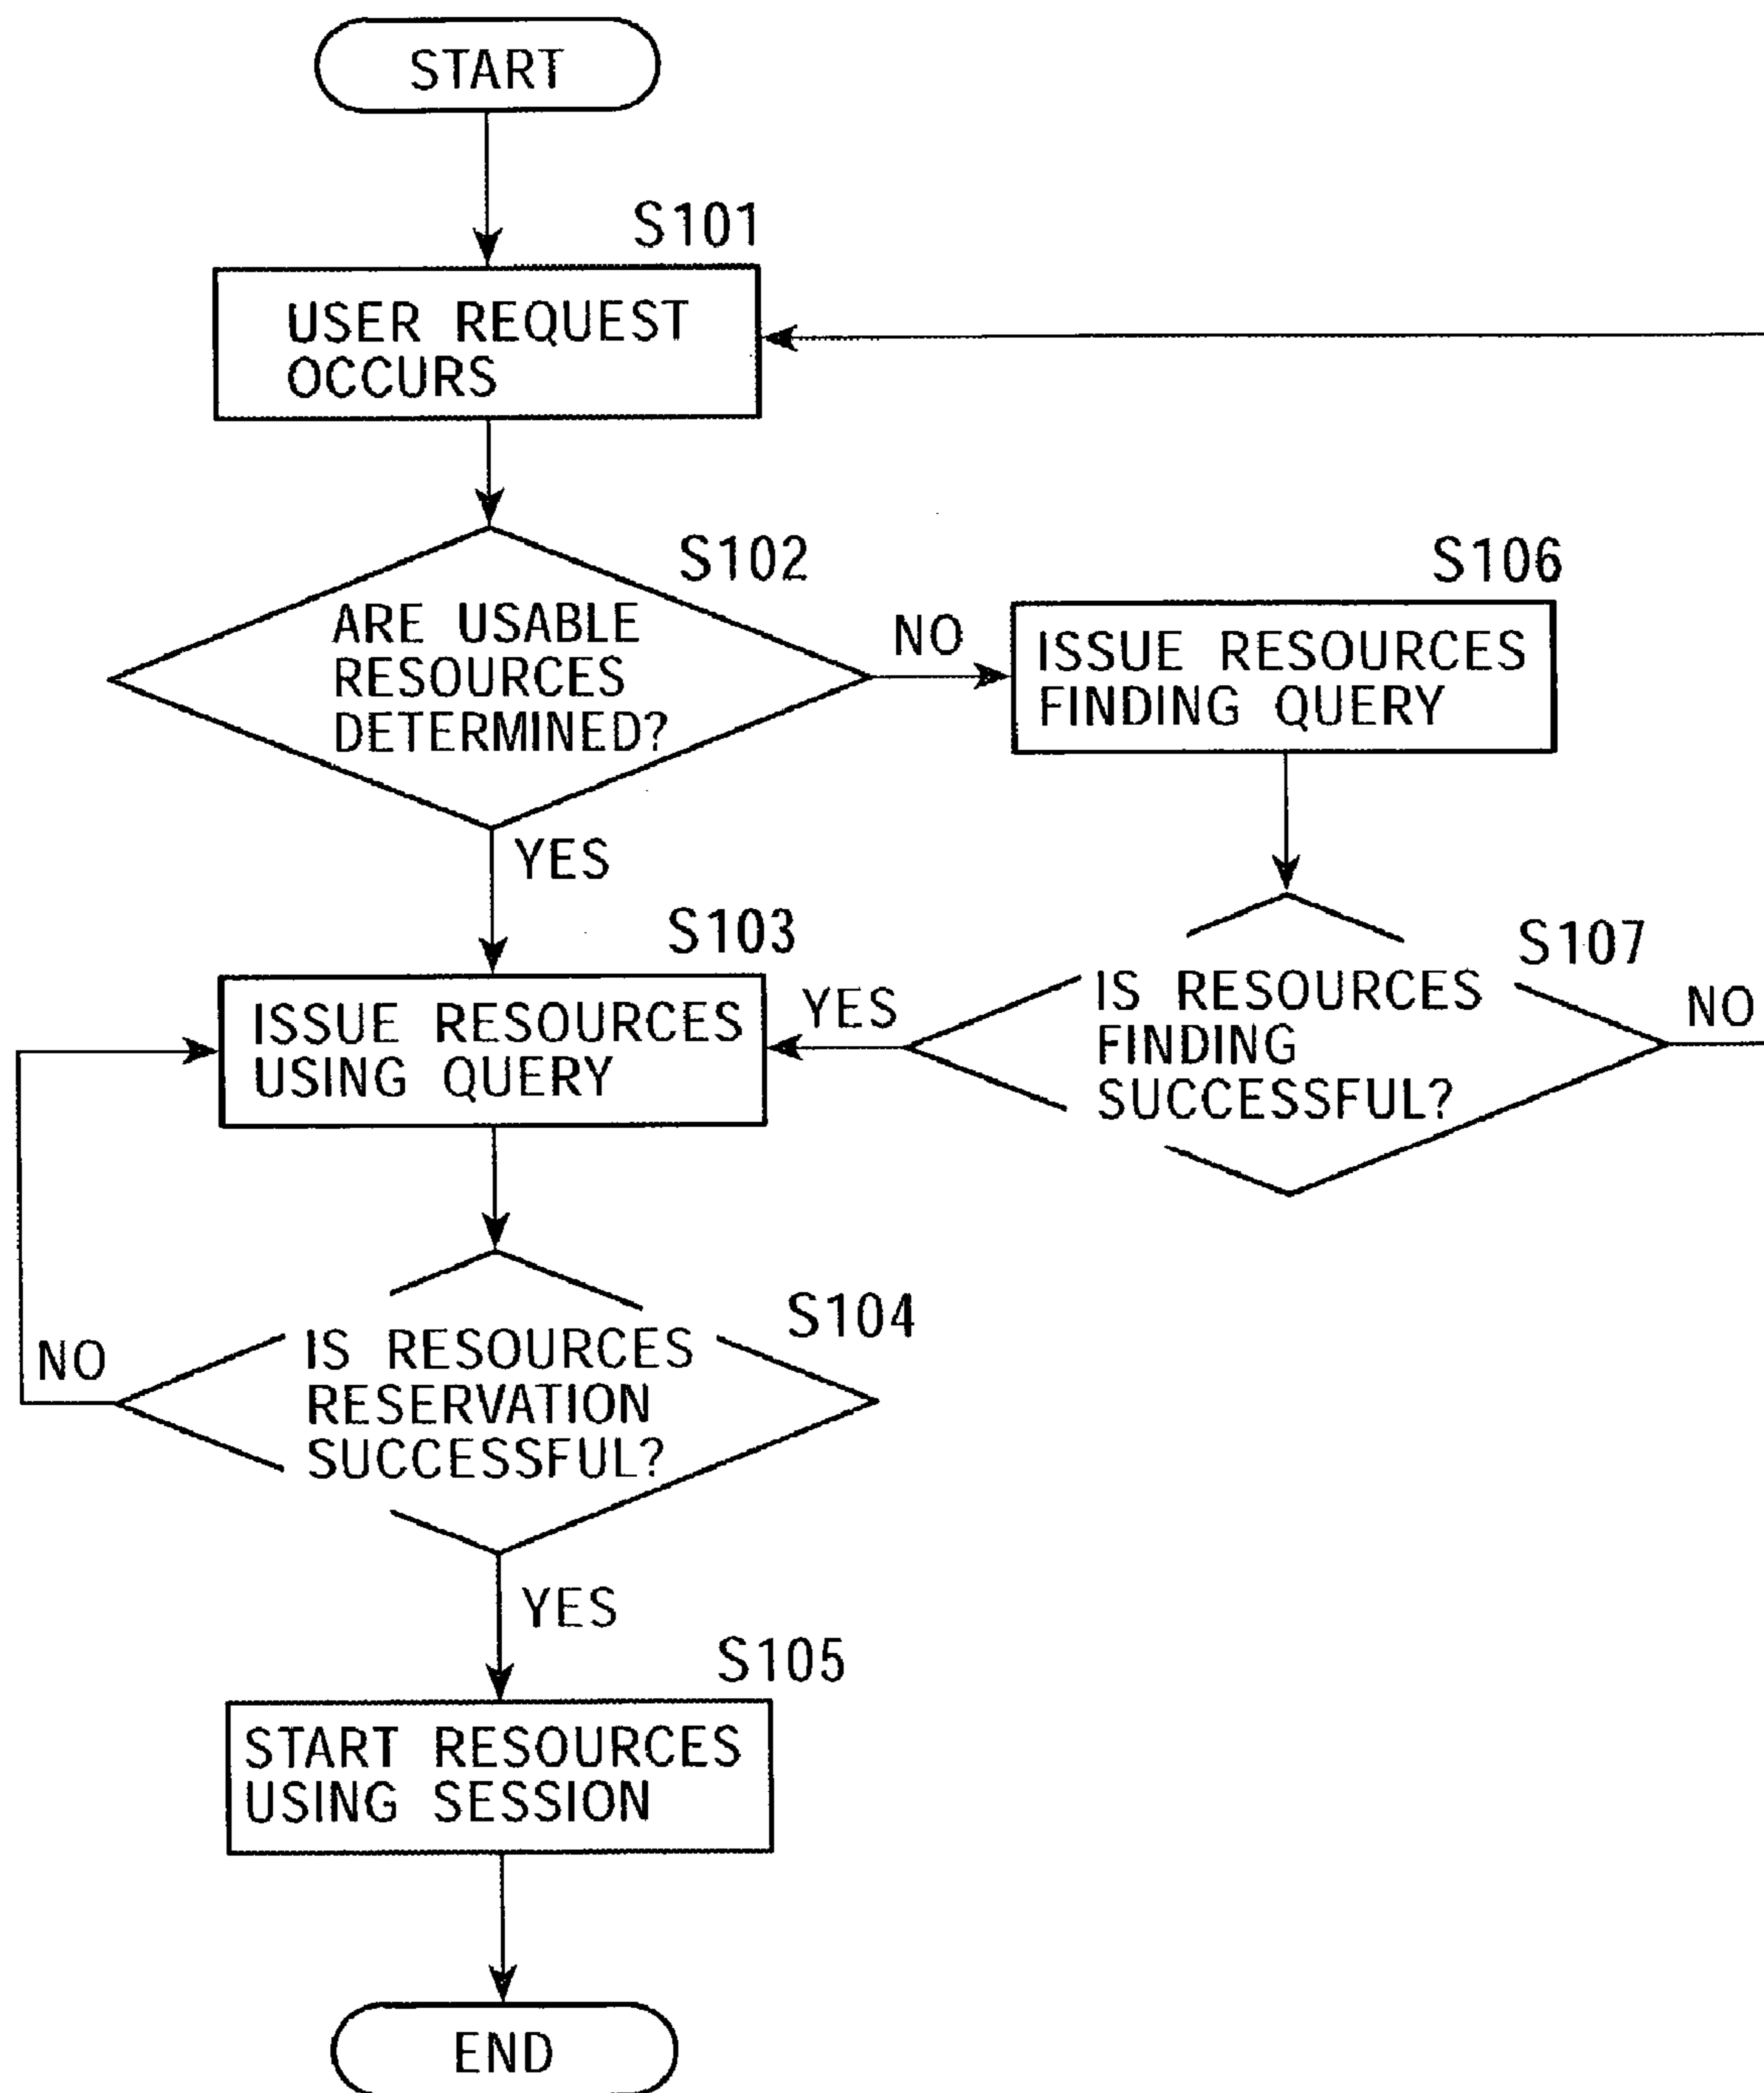 START
S101
USER REQUEST
OCCURS
S102
ARE USABLE
RESOURCES
DETERMINED?
NO
S106
ISSUE RESOURCES
FINDING QUERY
YES
S103
ISSUE RESOURCES
USING QUERY
YES
S107
IS RESOURCES
FINDING
SUCCESSFUL?
NO
S104
IS RESOURCES
RESERVATION
SUCCESSFUL?
NO
YES
S105
START RESOURCES
USING SESSION
END